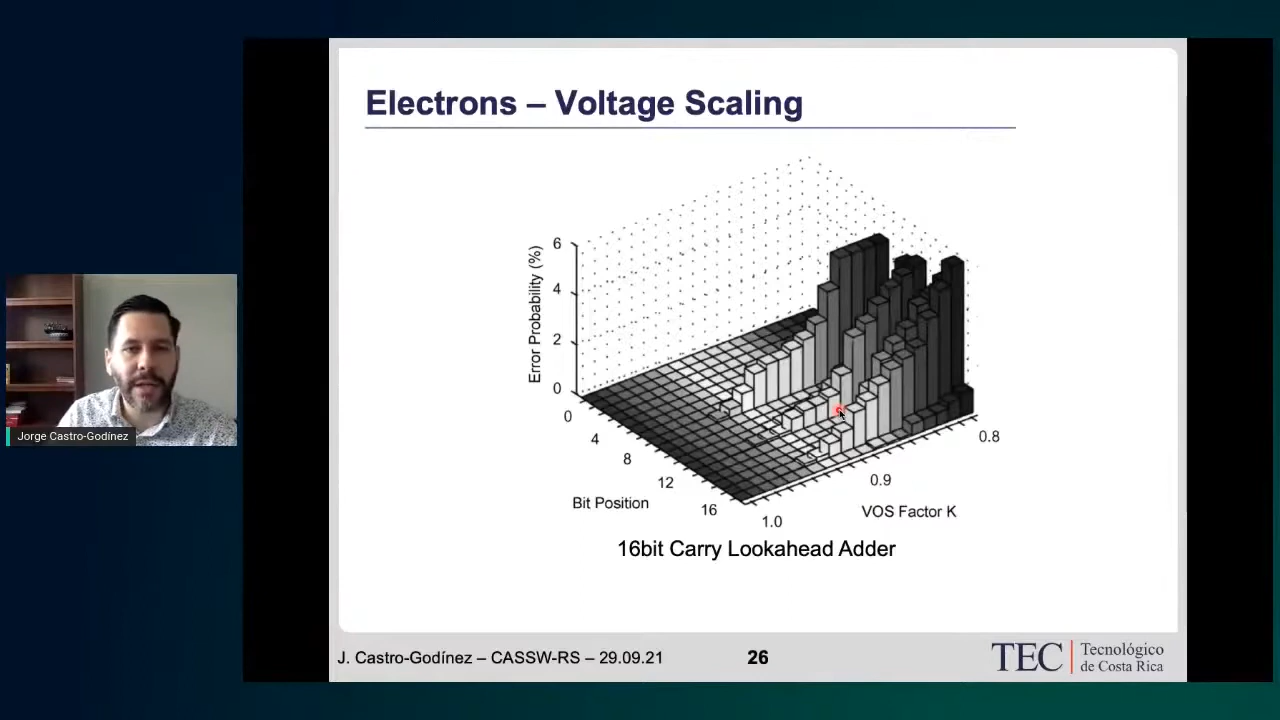 Electrons – Voltage Scaling
6
4
2
0
Error Probability (%)
0
4
8
12
16
Bit Position
1.0
0.9
0.8
VOS Factor K
16bit Carry Lookahead Adder
Jorge Castro-Godínez
J. Castro-Godínez – CASSW-RS – 29.09.21
26
TEC
Tecnológico
de Costa Rica